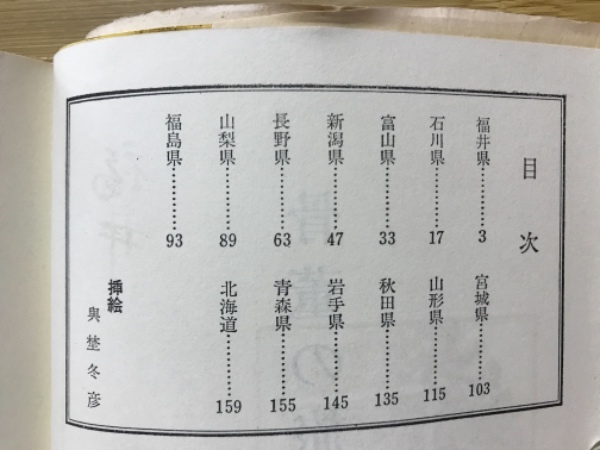 目次
福井県…………3
石川県…………17
富山県…………33
新潟県…………47
長野県…………63
山梨県…………89
福島県…………93
宮城県…………103
山形県…………115
秋田県…………135
岩手県…………145
青森県…………155
北海道…………159
挿絵
與埜冬彦